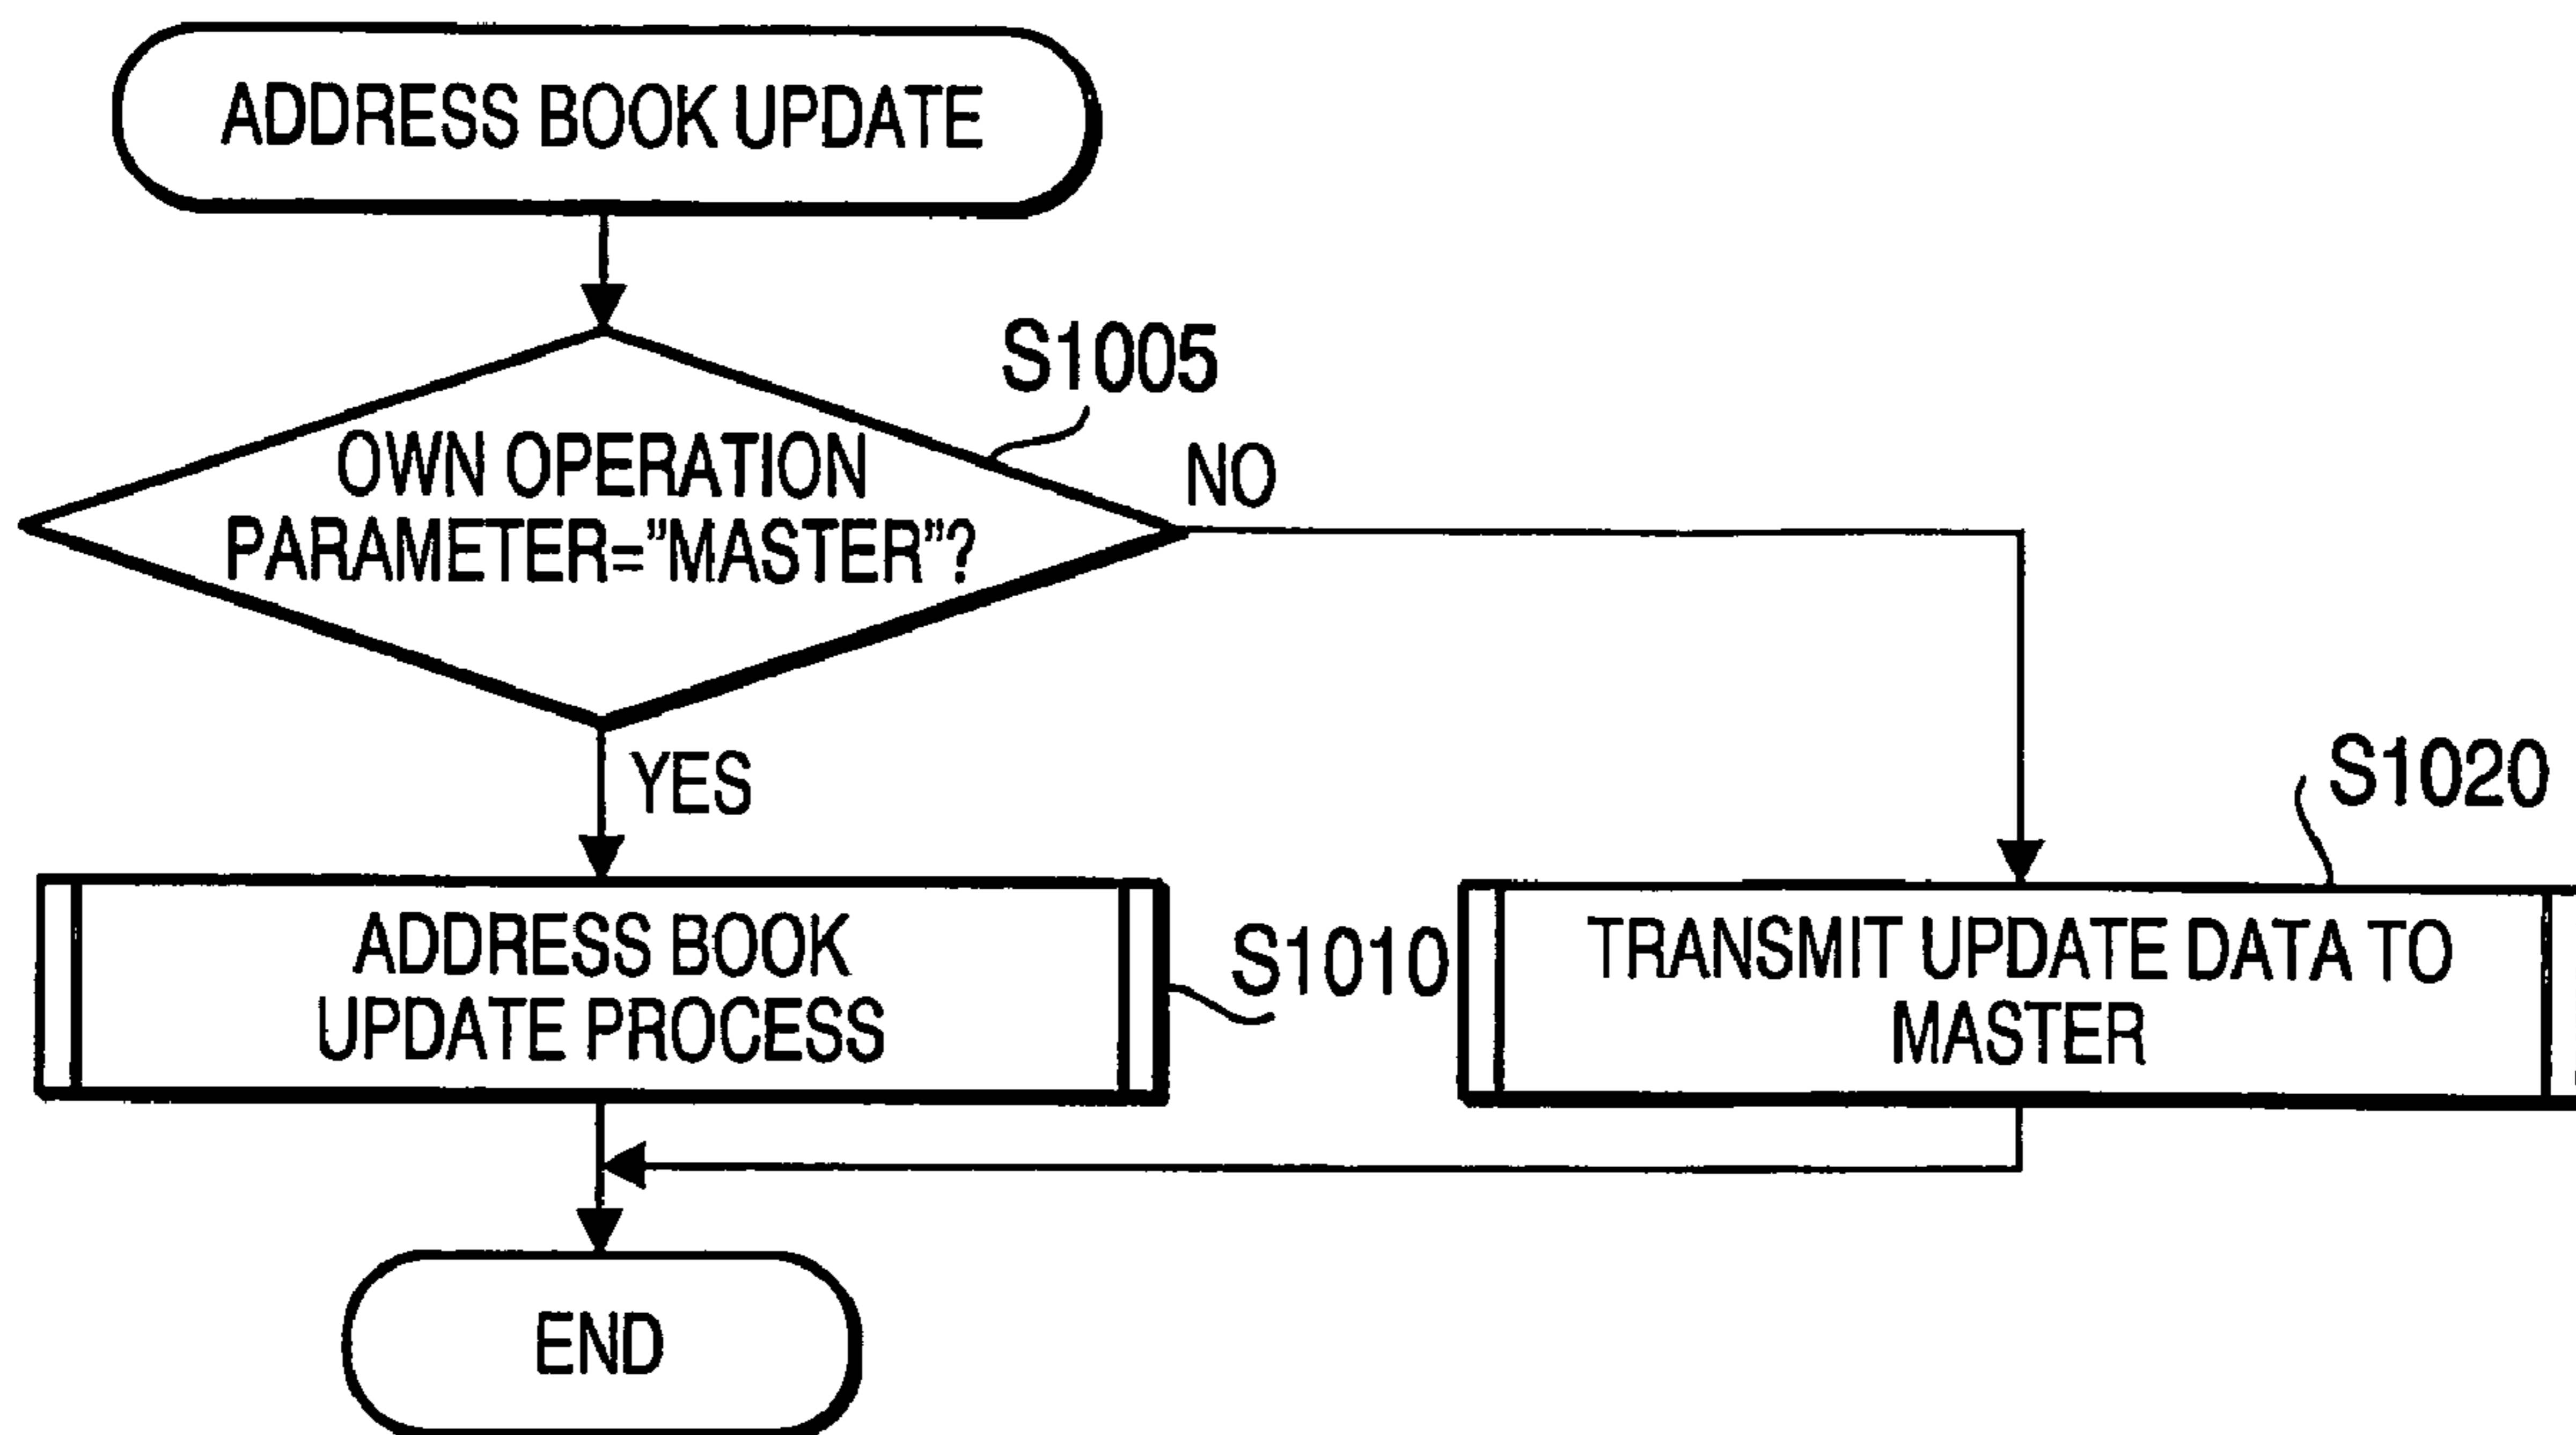 ADDRESS BOOK UPDATE
S1005
OWN OPERATION
PARAMETER=”MASTER”?
NO
YES
S1020
ADDRESS BOOK
UPDATE PROCESS
S1010
TRANSMIT UPDATE DATA TO
MASTER
END